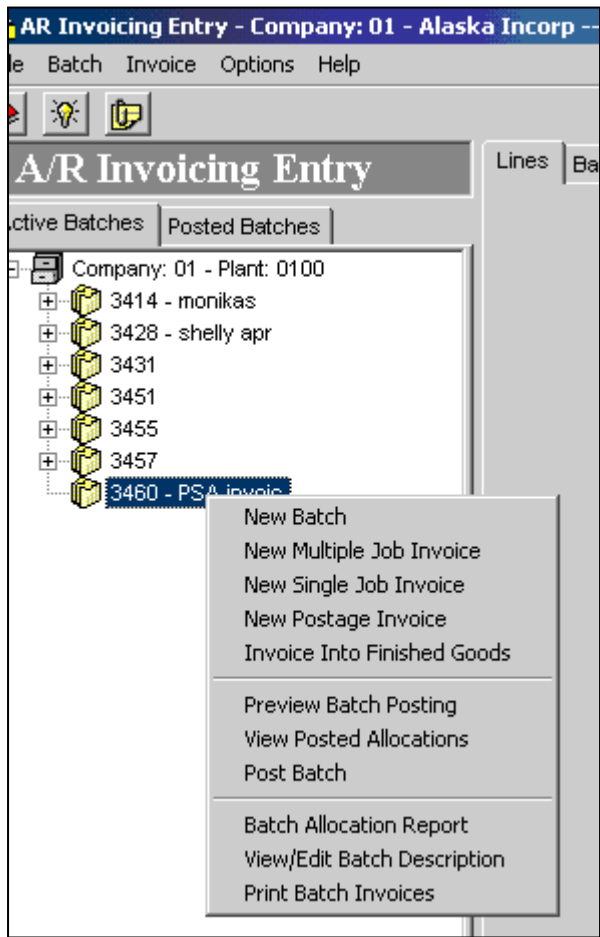 AR Invoicing Entry - Company: 01 - Alaska Incorp --
le Batch Invoice Options Help
A/R Invoicing Entry
Lines Ba
ctive Batches Posted Batches
Company: 01 - Plant: 0100
3414 - monikas
3428 - shelly apr
3431
3451
3455
3457
3460 - PSA invoic
New Batch
New Multiple Job Invoice
New Single Job Invoice
New Postage Invoice
Invoice Into Finished Goods
Preview Batch Posting
View Posted Allocations
Post Batch
Batch Allocation Report
View/Edit Batch Description
Print Batch Invoices